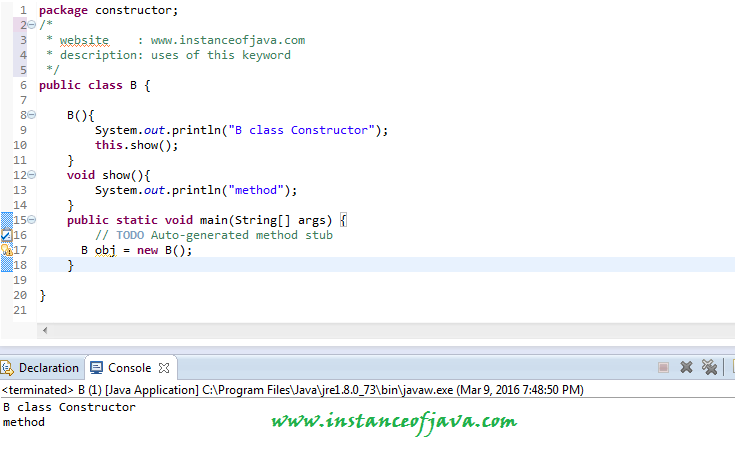 1 package constructor;
2 /*
3 * website : www.instanceofjava.com
4 * description: uses of this keyword
5 */
6 public class B {
7
8 B(){
9 System.out.println("B class Constructor");
10 this.show();
11 }
12 void show(){
13 System.out.println("method");
14 }
15 public static void main(String[] args) {
16 // TODO Auto-generated method stub
17 B obj = new B();
18 }
19
20 }
21
Declaration Console
<terminated> B (1) [Java Application] C:\Program Files\Java\jre1.8.0_73\bin\javaw.exe (Mar 9, 2016 7:48:50 PM)
B class Constructor
method
www.instanceofjava.com